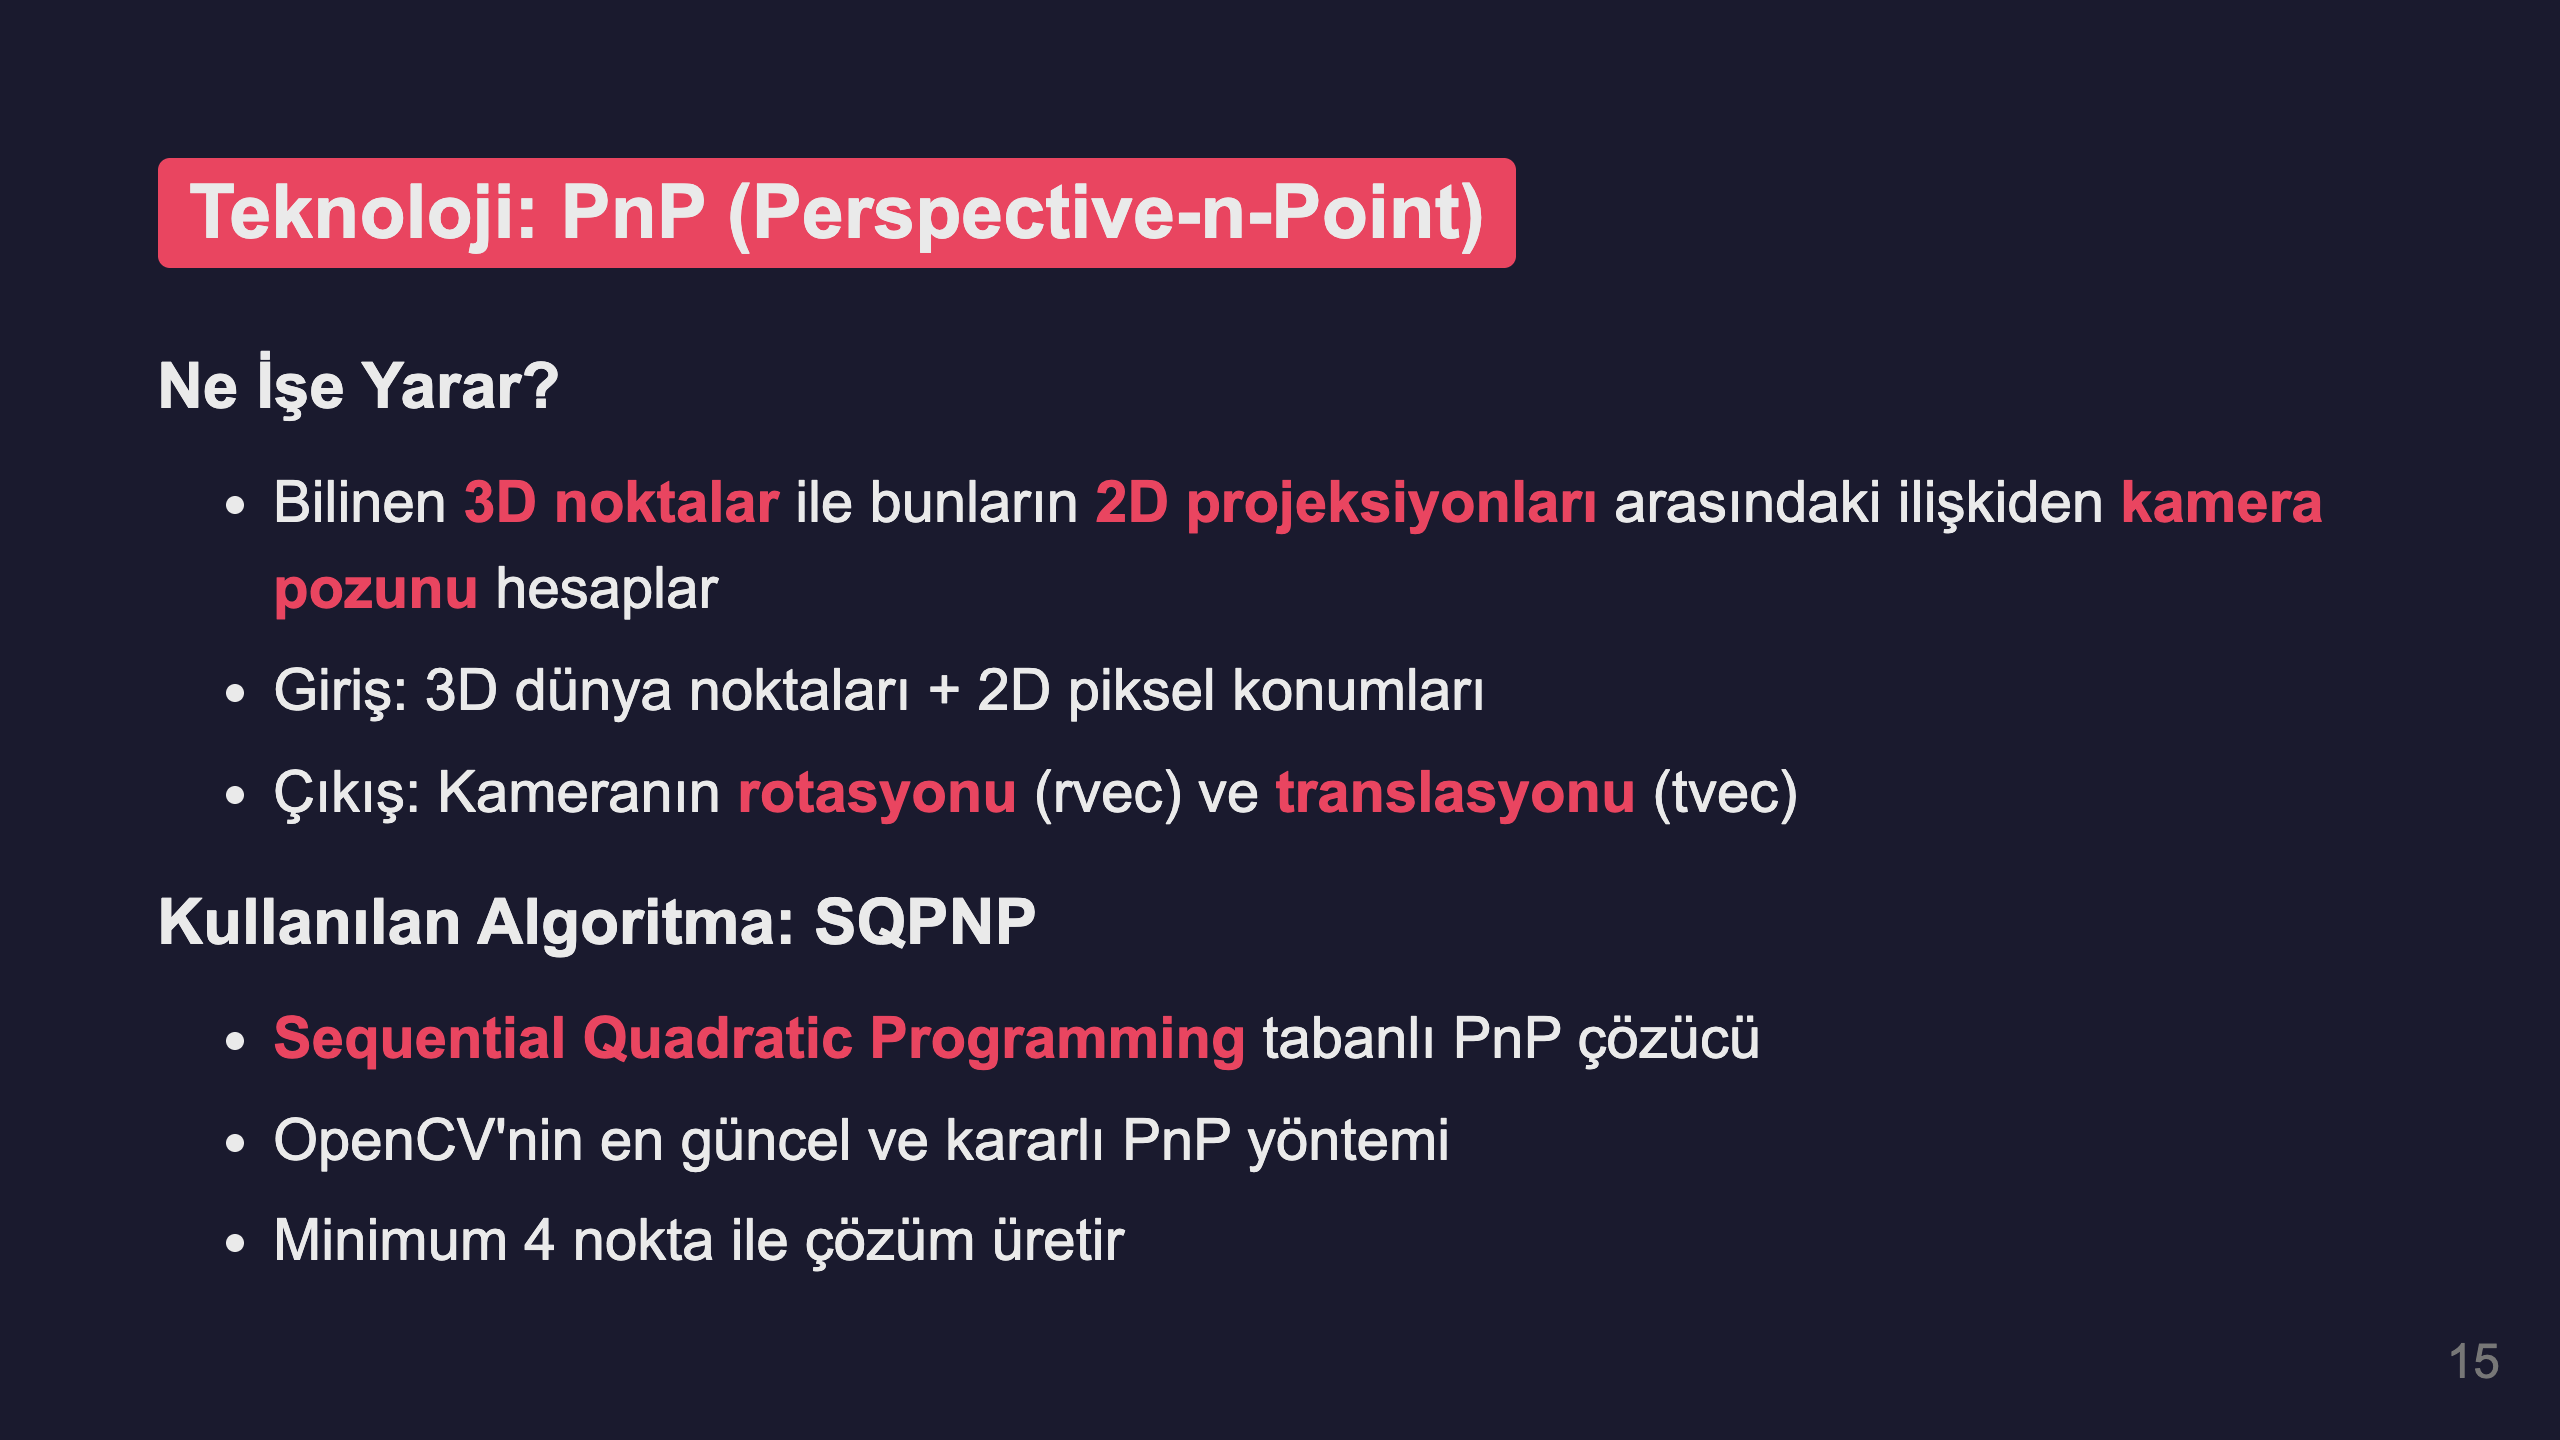 Teknoloji: PnP (Perspective-n-Point)
Ne İşe Yarar?
• Bilinen 3D noktalar ile bunların 2D projeksiyonları arasındaki ilişkiden kamera
pozunu hesaplar
• Giriş: 3D dünya noktaları + 2D piksel konumları
• Çıkış: Kameranın rotasyonu (rvec) ve translasyonu (tvec)
Kullanılan Algoritma: SQPNP
• Sequential Quadratic Programming tabanlı PnP çözücü
• OpenCV'nin en güncel ve kararlı PnP yöntemi
• Minimum 4 nokta ile çözüm üretir
15